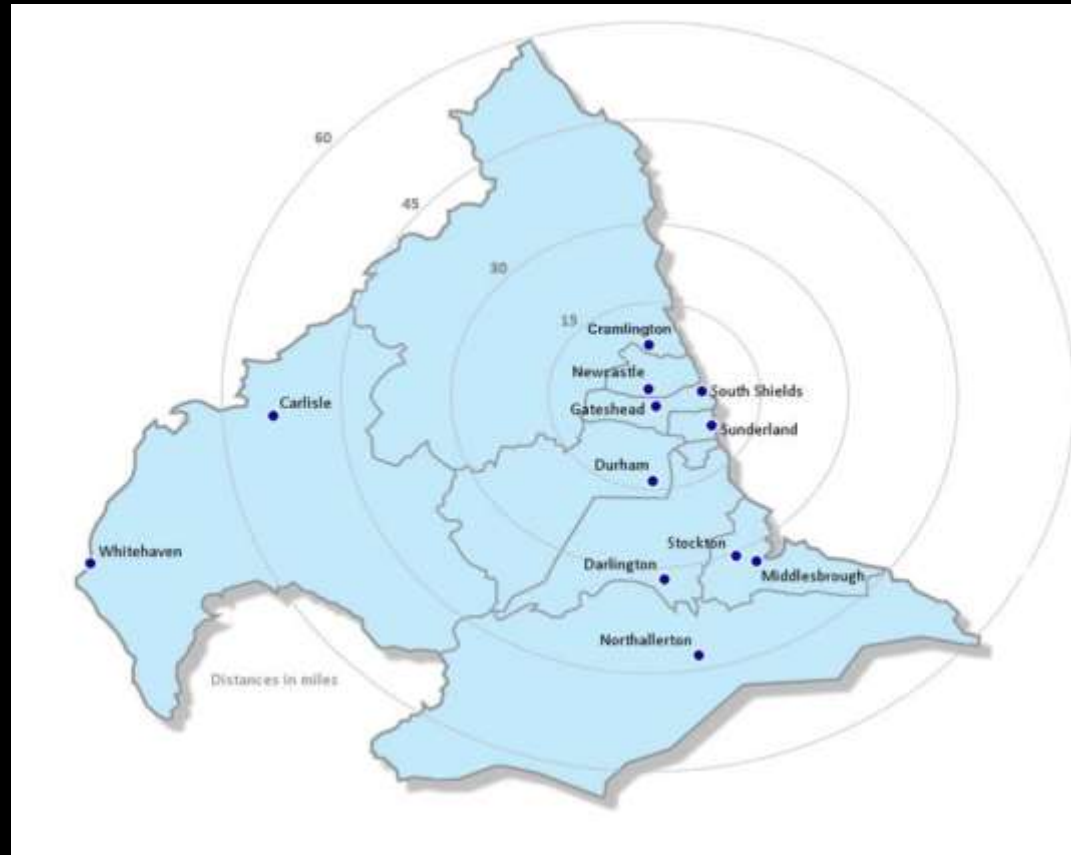 60
45
30
15
Cramlington
Newcastle
South Shields
Gateshead
Carlisle
Sunderland
Durham
Stockton
Whitehaven
Darlington
Middlesbrough
Northallerton
Distances in miles